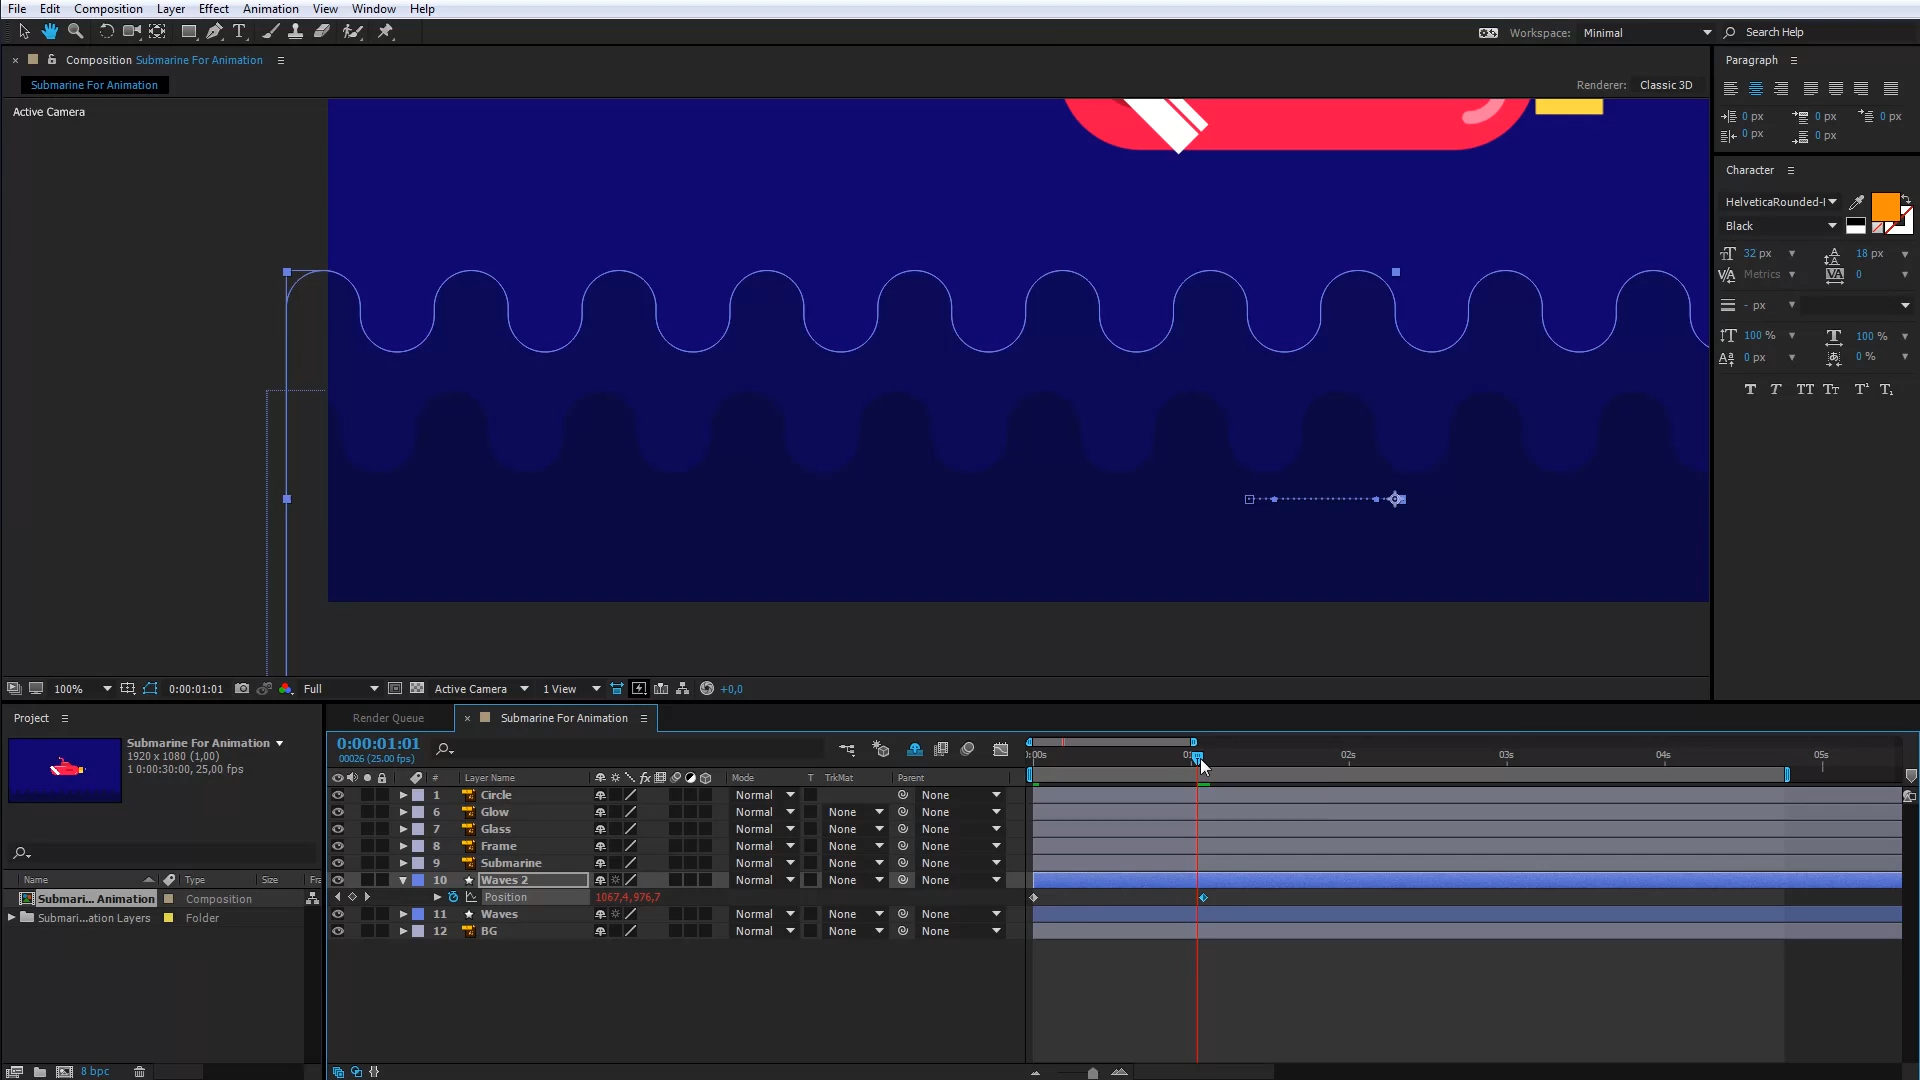 File Edit Composition Layer Effect Animation View Window Help
Workspace: Minimal Search Help
Composition Submarine For Animation
Submarine For Animation
Renderer: Classic 3D
Active Camera
Paragraph
0 px 0 px 0 px
0 px 0 px
Character
HelveticaRounded-
Black
32 px 18 px
Metrics 0
- px
100 % 100 %
0 px 0 %
100% 0:00:01:01 Full Active Camera 1 View +0,0
Project
Submarine For Animation
1920 x 1080 (1,00)
0:00:30:00, 25,00 fps
Name Type Size Fr
Submari... Animation Composition
Submari...ation Layers Folder
8 bpc
Render Queue Submarine For Animation
0:00:01:01
00026 (25.00 fps)
:00s 02s 03s 04s 05s
# Layer Name Mode T TrkMat Parent
1 Circle Normal None
6 Glow Normal None None
7 Glass Normal None None
8 Frame Normal None None
9 Submarine Normal None None
10 Waves 2 Normal None None
Position 1067,4,976,7
11 Waves Normal None None
12 BG Normal None None